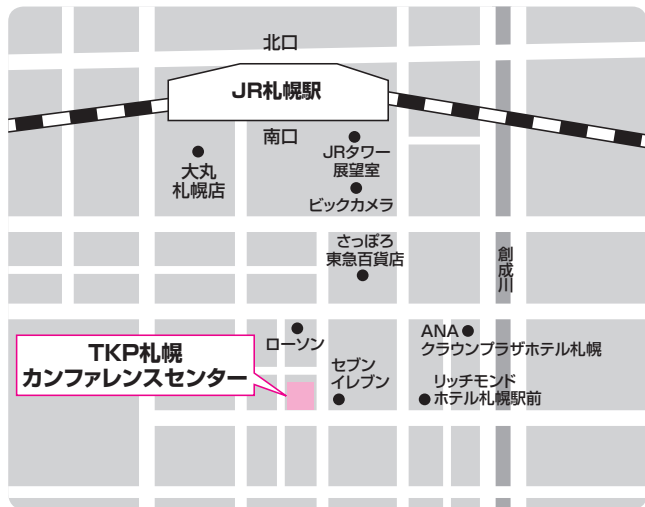 北口
JR札幌駅
南口
大丸
札幌店
JRタワー
展望室
ビックカメラ
さっぽろ
東急百貨店
創成川
ローソン
ANA
クラウンプラザホテル札幌
TKP札幌
カンファレンスセンター
セブン
イレブン
リッチモンド
ホテル札幌駅前